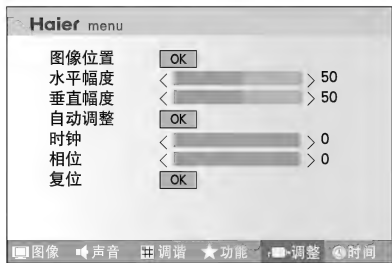 Haier menu
图像位置 OK
水平幅度 50
垂直幅度 50
自动调整 OK
时钟 0
相位 0
复位 OK
图像 声音 调谐 功能 调整 时间